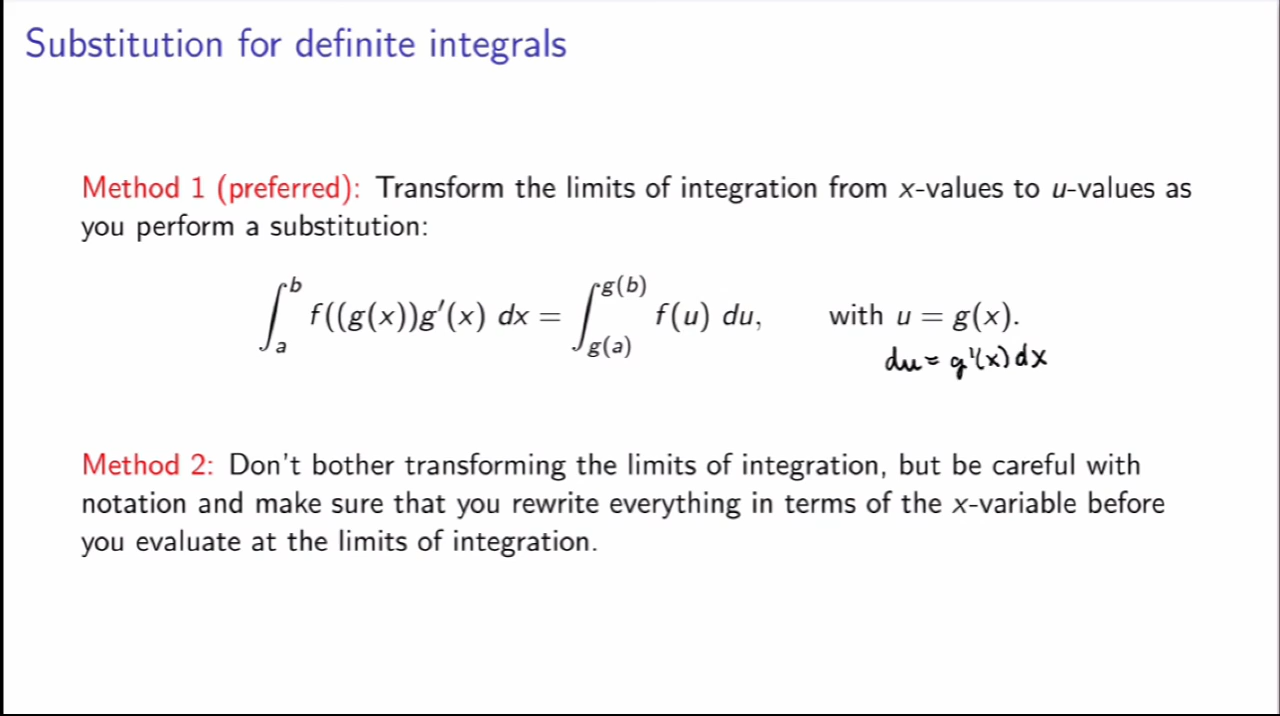 Substitution for definite integrals
Method 1 (preferred): Transform the limits of integration from x-values to u-values as
you perform a substitution:
∫_a^b f((g(x))g′(x) dx = ∫_{g(a)}^{g(b)} f(u) du, with u = g(x).
du = g'(x) dx
Method 2: Don't bother transforming the limits of integration, but be careful with
notation and make sure that you rewrite everything in terms of the x-variable before
you evaluate at the limits of integration.